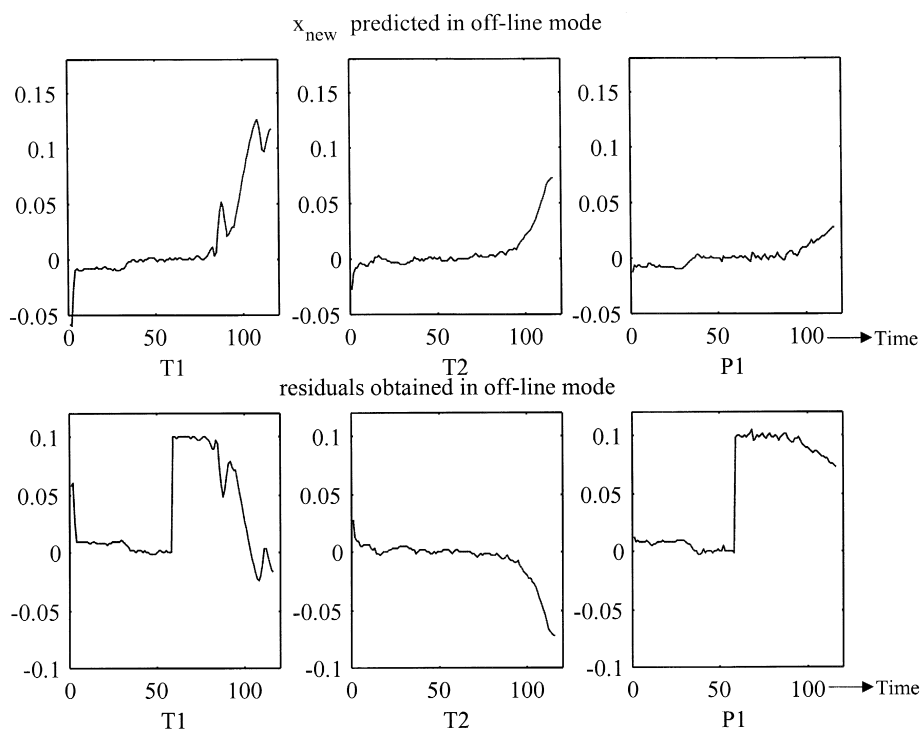 x_new predicted in off-line mode
0.15 0.15 0.15
0.1 0.1 0.1
0.05 0.05 0.05
0 0 0
-0.05 -0.05 -0.05
0 50 100 0 50 100 0 50 100 Time
T1 T2 P1
residuals obtained in off-line mode
0.1 0.1 0.1
0.05 0.05 0.05
0 0 0
-0.05 -0.05 -0.05
-0.1 -0.1 -0.1
0 50 100 0 50 100 0 50 100 Time
T1 T2 P1